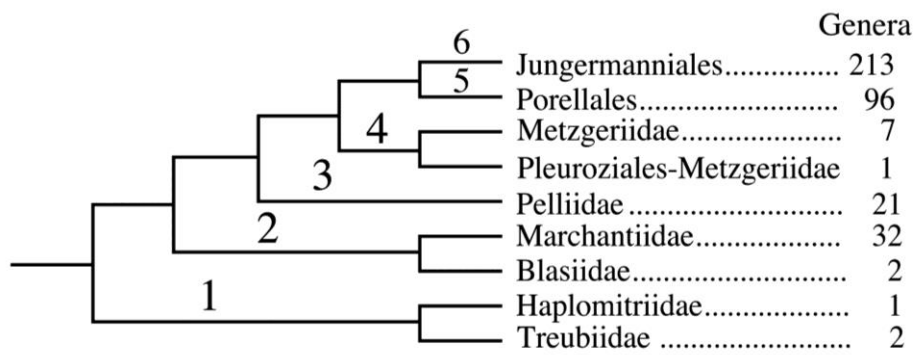 Genera
6
Jungermanniales............... 213
5
Porellales.......................... 96
4
Metzgeriidae..................... 7
Pleuroziales-Metzgeriidae 1
3
Pelliidae ............................ 21
2
Marchantiidae................... 32
Blasiidae............................ 2
1
Haplomitriidae................... 1
Treubiidae ......................... 2